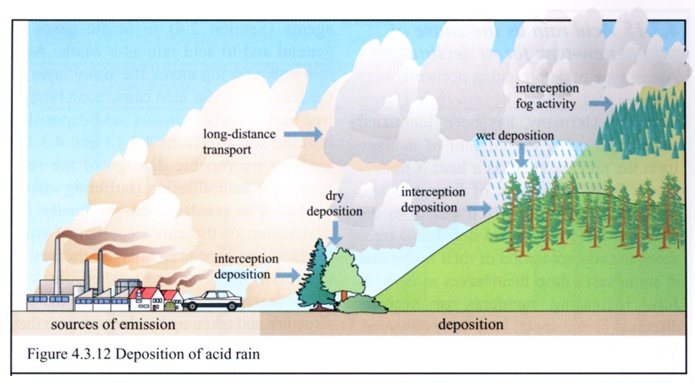 interception
fog activity
long-distance
transport
wet deposition
dry
deposition
interception
deposition
interception
deposition
sources of emission
deposition
Figure 4.3.12 Deposition of acid rain